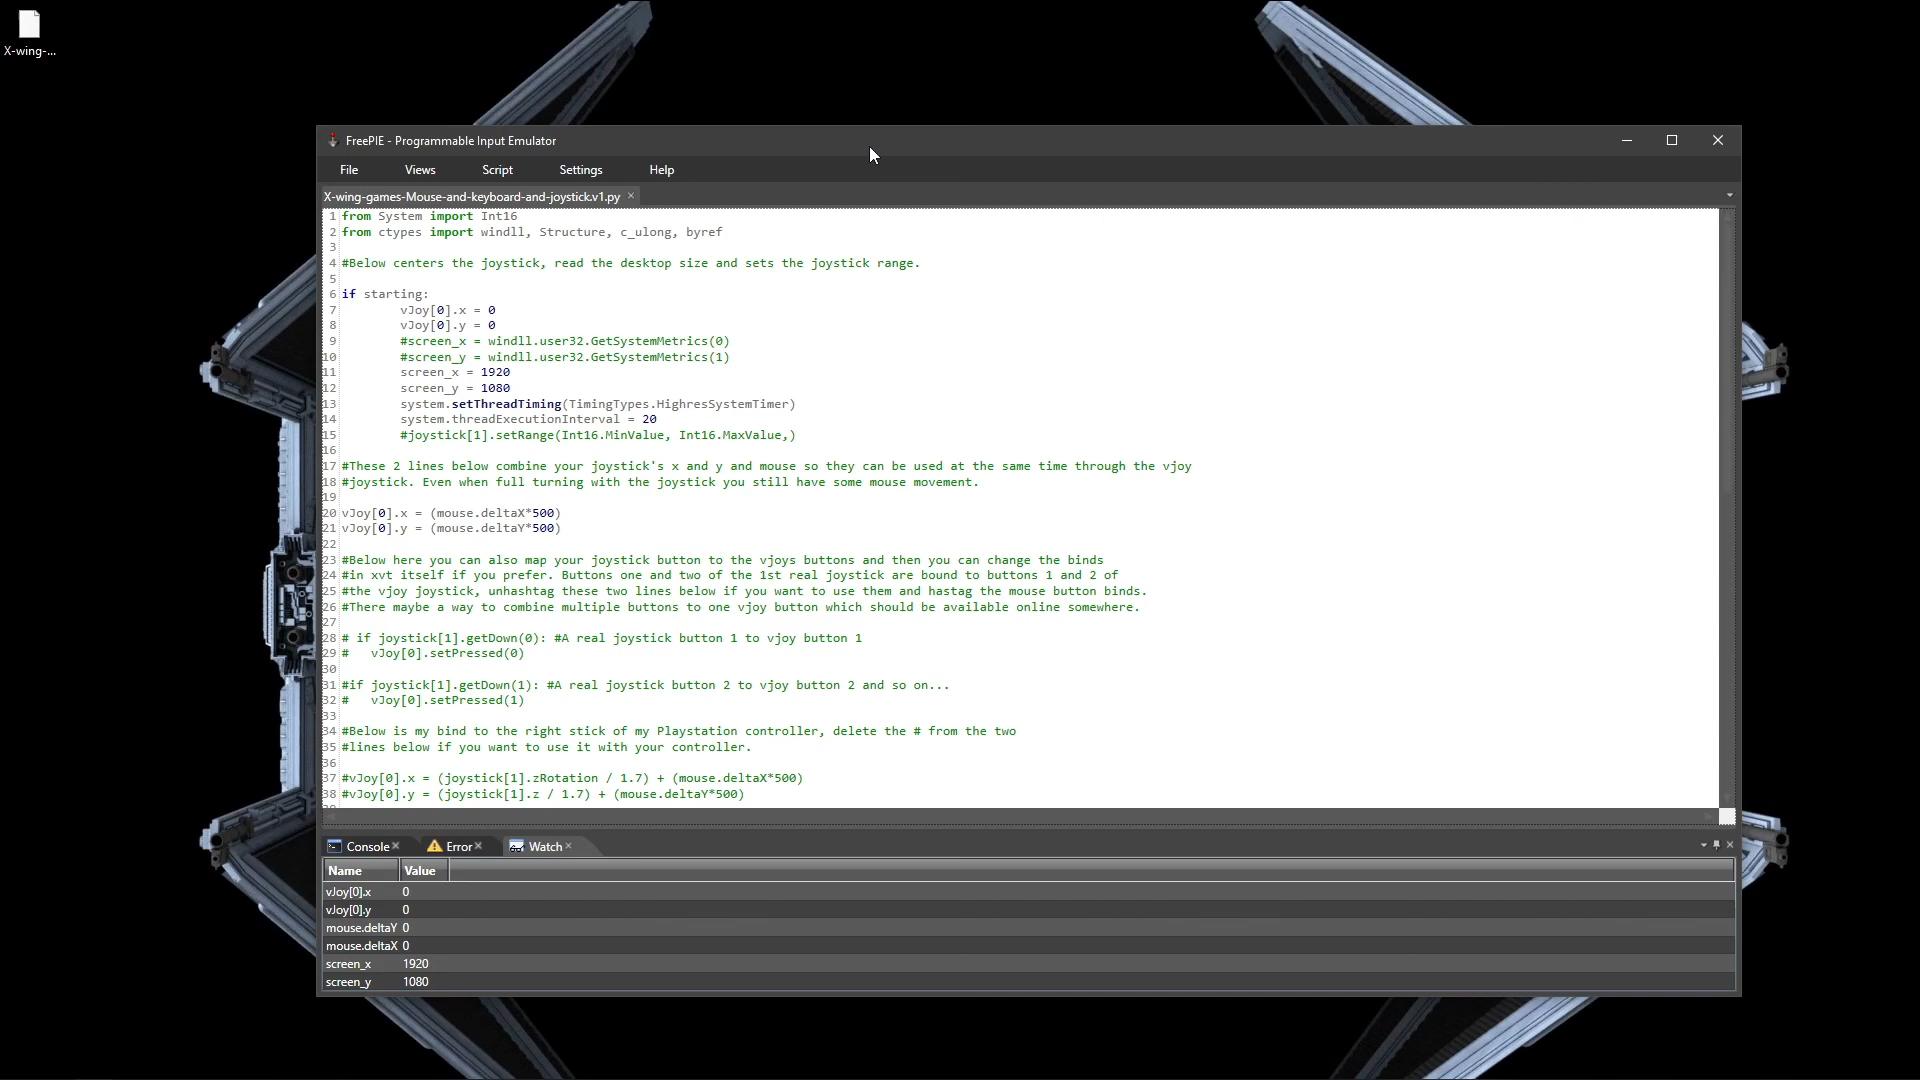 X-wing-...
FreePIE - Programmable Input Emulator
File Views Script Settings Help
X-wing-games-Mouse-and-keyboard-and-joystick.v1.py
1 from System import Int16
2 from ctypes import windll, Structure, c_ulong, byref
3
4 #Below centers the joystick, read the desktop size and sets the joystick range.
5
6 if starting:
7 vJoy[0].x = 0
8 vJoy[0].y = 0
9 #screen_x = windll.user32.GetSystemMetrics(0)
10 #screen_y = windll.user32.GetSystemMetrics(1)
11 screen_x = 1920
12 screen_y = 1080
13 system.setThreadTiming(TimingTypes.HighresSystemTimer)
14 system.threadExecutionInterval = 20
15 #joystick[1].setRange(Int16.MinValue, Int16.MaxValue,)
16
17 #These 2 lines below combine your joystick's x and y and mouse so they can be used at the same time through the vjoy
18 #joystick. Even when full turning with the joystick you still have some mouse movement.
19
20 vJoy[0].x = (mouse.deltaX*500)
21 vJoy[0].y = (mouse.deltaY*500)
22
23 #Below here you can also map your joystick button to the vjoys buttons and then you can change the binds
24 #in xvt itself if you prefer. Buttons one and two of the 1st real joystick are bound to buttons 1 and 2 of
25 #the vjoy joystick, unhashtag these two lines below if you want to use them and hastag the mouse button binds.
26 #There maybe a way to combine multiple buttons to one vjoy button which should be available online somewhere.
27
28 # if joystick[1].getDown(0): #A real joystick button 1 to vjoy button 1
29 # vJoy[0].setPressed(0)
30
31 #if joystick[1].getDown(1): #A real joystick button 2 to vjoy button 2 and so on...
32 # vJoy[0].setPressed(1)
33
34 #Below is my bind to the right stick of my Playstation controller, delete the # from the two
35 #lines below if you want to use it with your controller.
36
37 #vJoy[0].x = (joystick[1].zRotation / 1.7) + (mouse.deltaX*500)
38 #vJoy[0].y = (joystick[1].z / 1.7) + (mouse.deltaY*500)
Console Error Watch
Name Value
vJoy[0].x 0
vJoy[0].y 0
mouse.deltaY 0
mouse.deltaX 0
screen_x 1920
screen_y 1080